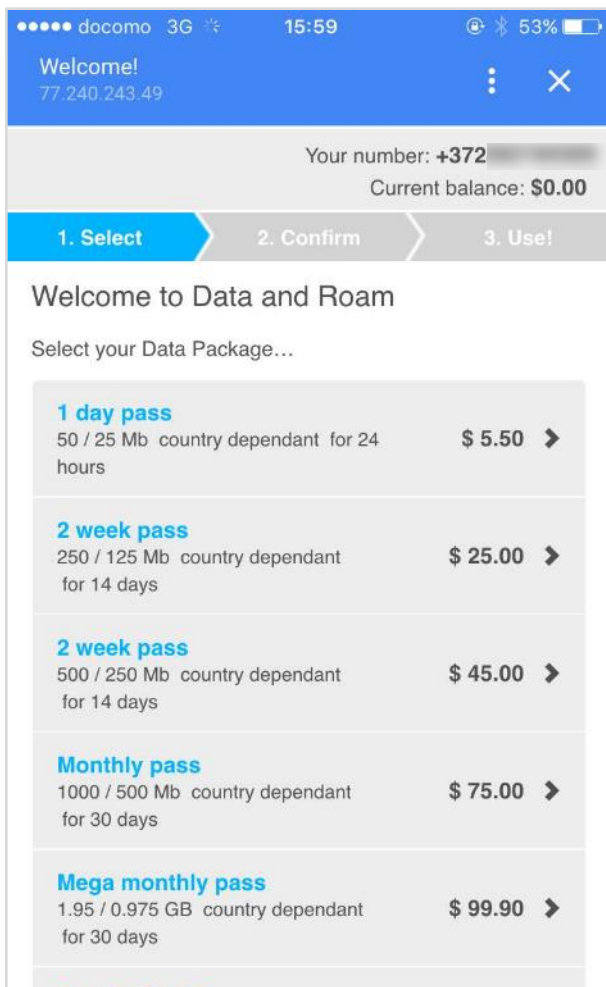 docomo 3G 15:59 53%
Welcome!
77.240.243.49
Your number: +372
Current balance: $0.00
1. Select 2. Confirm 3. Use!
Welcome to Data and Roam
Select your Data Package...
1 day pass
50 / 25 Mb country dependant for 24 $ 5.50
hours
2 week pass
250 / 125 Mb country dependant $ 25.00
for 14 days
2 week pass
500 / 250 Mb country dependant $ 45.00
for 14 days
Monthly pass
1000 / 500 Mb country dependant $ 75.00
for 30 days
Mega monthly pass
1.95 / 0.975 GB country dependant $ 99.90
for 30 days